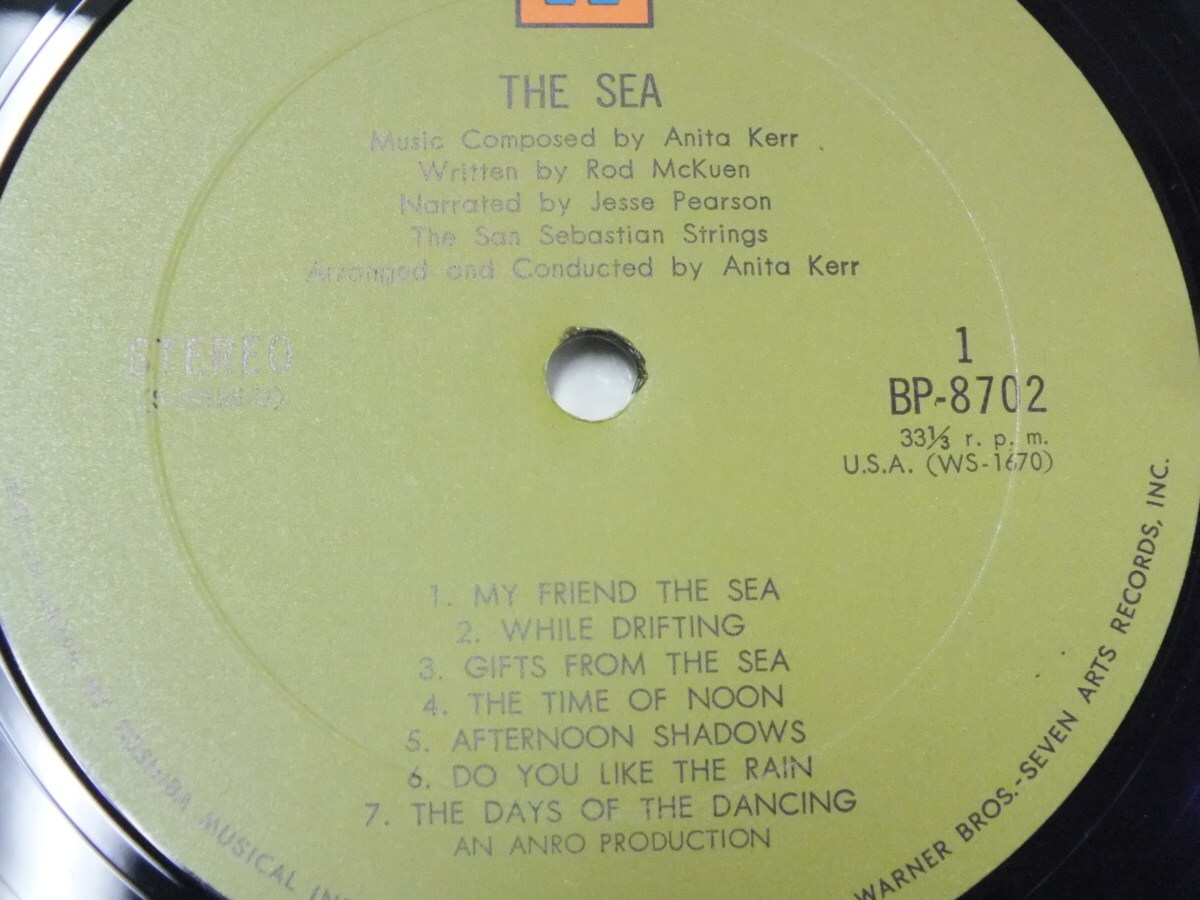 THE SEA
Music Composed by Anita Kerr
Written by Rod McKuen
Narrated by Jesse Pearson
The San Sebastian Strings
Arranged and Conducted by Anita Kerr
STEREO
1
BP-8702
33⅓ r. p. m.
U.S.A. (WS-1670)
1. MY FRIEND THE SEA
2. WHILE DRIFTING
3. GIFTS FROM THE SEA
4. THE TIME OF NOON
5. AFTERNOON SHADOWS
6. DO YOU LIKE THE RAIN
7. THE DAYS OF THE DANCING
AN ANRO PRODUCTION
BY TOSHIBA MUSICAL
WARNER BROS.-SEVEN ARTS RECORDS, INC.